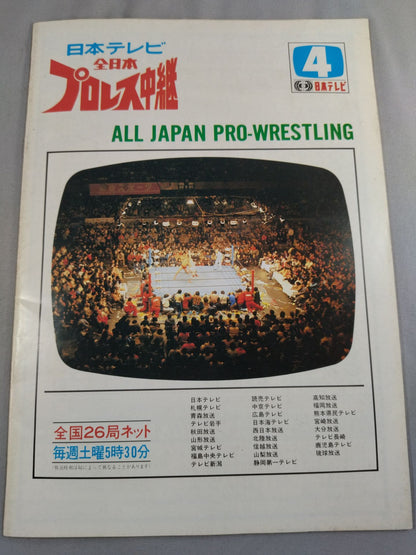 日本テレビ
全日本
プロレス中継
4
日本テレビ
ALL JAPAN PRO-WRESTLING
全国26局ネット
毎週土曜5時30分
日本テレビ
札幌テレビ
青森放送
テレビ岩手
秋田放送
山形放送
宮城テレビ
福島中央テレビ
テレビ新潟
読売テレビ
中京テレビ
広島テレビ
日本海テレビ
西日本放送
北陸放送
信越放送
山梨放送
静岡第一テレビ
高知放送
福岡放送
熊本県民テレビ
宮崎放送
大分放送
テレビ長崎
鹿児島テレビ
琉球放送